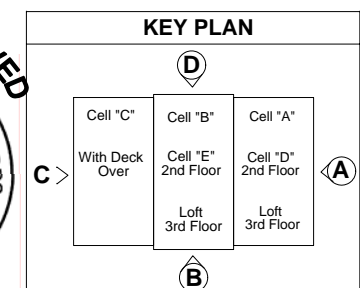 KEY PLAN
D
Cell "C"
With Deck
Over
Cell "B"
Cell "E"
2nd Floor
Loft
3rd Floor
Cell "A"
Cell "D"
2nd Floor
Loft
3rd Floor
C
A
B